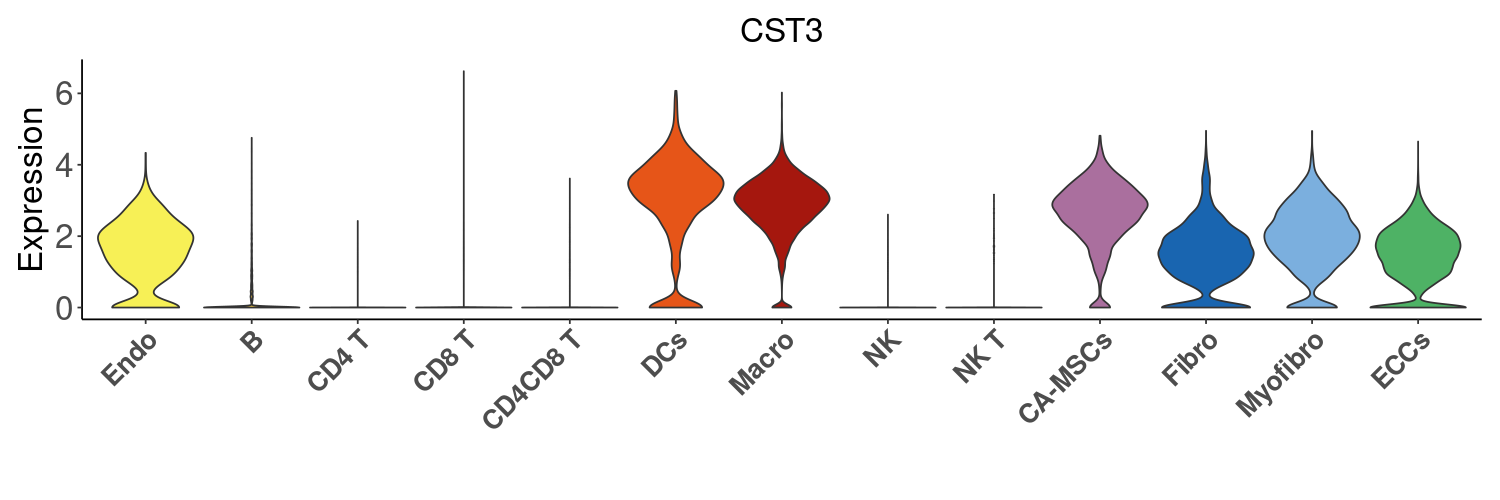 CST3
Expression
6
4
2
0
Endo
B
CD4 T
CD8 T
CD4CD8 T
DCs
Macro
NK
NK T
CA-MSCs
Fibro
Myofibro
ECCs